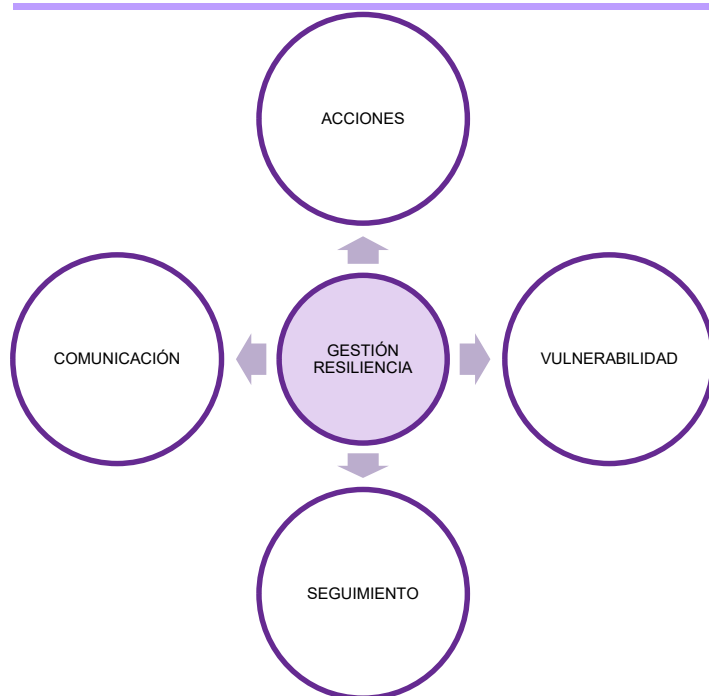 ACCIONES
COMUNICACIÓN
GESTIÓN
RESILIENCIA
VULNERABILIDAD
SEGUIMIENTO